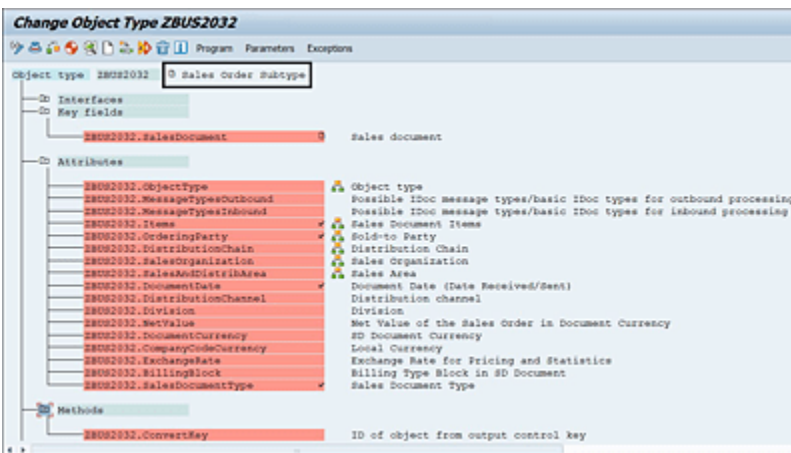 Change Object Type ZBUS2032
Program Parameters Exceptions
Object type ZBUS2032 Sales Order Subtype
Interfaces
Key fields
ZBUS2032.SalesDocument Sales document
Attributes
ZBUS2032.ObjectType Object type
ZBUS2032.MessageTypesOutbound Possible IDoc message types/basic IDoc types for outbound processing
ZBUS2032.MessageTypesInbound Possible IDoc message types/basic IDoc types for inbound processing
ZBUS2032.Items Sales Document Items
ZBUS2032.OrderingParty Sold-to Party
ZBUS2032.DistributionChain Distribution Chain
ZBUS2032.SalesOrganization Sales Organization
ZBUS2032.SalesAndDistribArea Sales Area
ZBUS2032.DocumentDate Document Date (Date Received/Sent)
ZBUS2032.DistributionChannel Distribution channel
ZBUS2032.Division Division
ZBUS2032.NetValue Net Value of the Sales Order in Document Currency
ZBUS2032.DocumentCurrency SD Document Currency
ZBUS2032.CompanyCodeCurrency Local Currency
ZBUS2032.ExchangeRate Exchange Rate for Pricing and Statistics
ZBUS2032.BillingBlock Billing Type Block in SD Document
ZBUS2032.SalesDocumentType Sales Document Type
Methods
ZBUS2032.ConvertKey ID of object from output control key